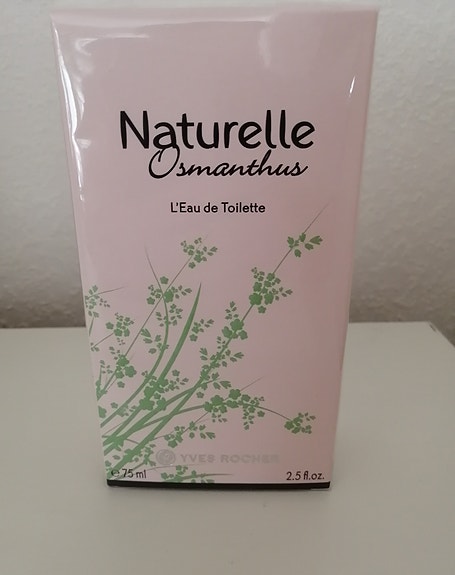 Naturelle
Osmanthus
L'Eau de Toilette
YVES ROCHER
℮ 75 ml 2.5 fl.oz.